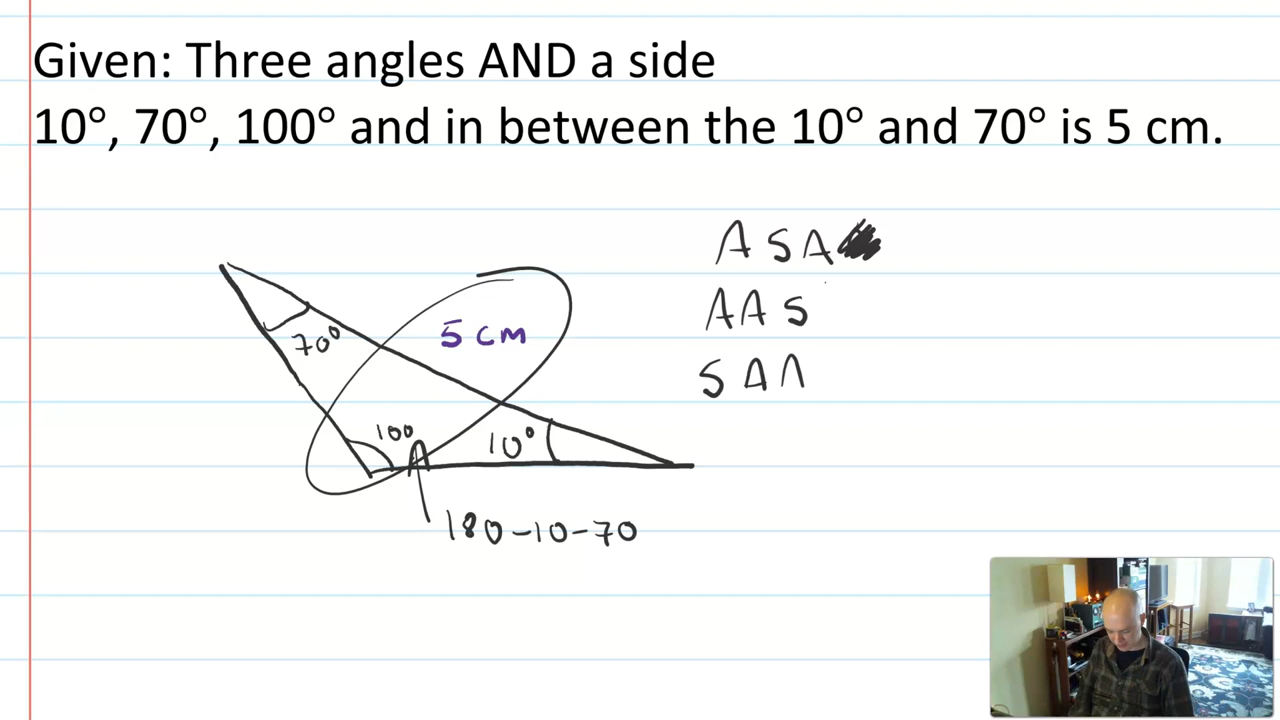 Given: Three angles AND a side
10°, 70°, 100° and in between the 10° and 70° is 5 cm.
ASA
AAS
5 cm
70°
SAA
100
10°
180-10-70